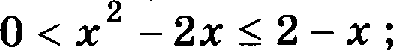 0 < x² − 2x ≤ 2 − x ;